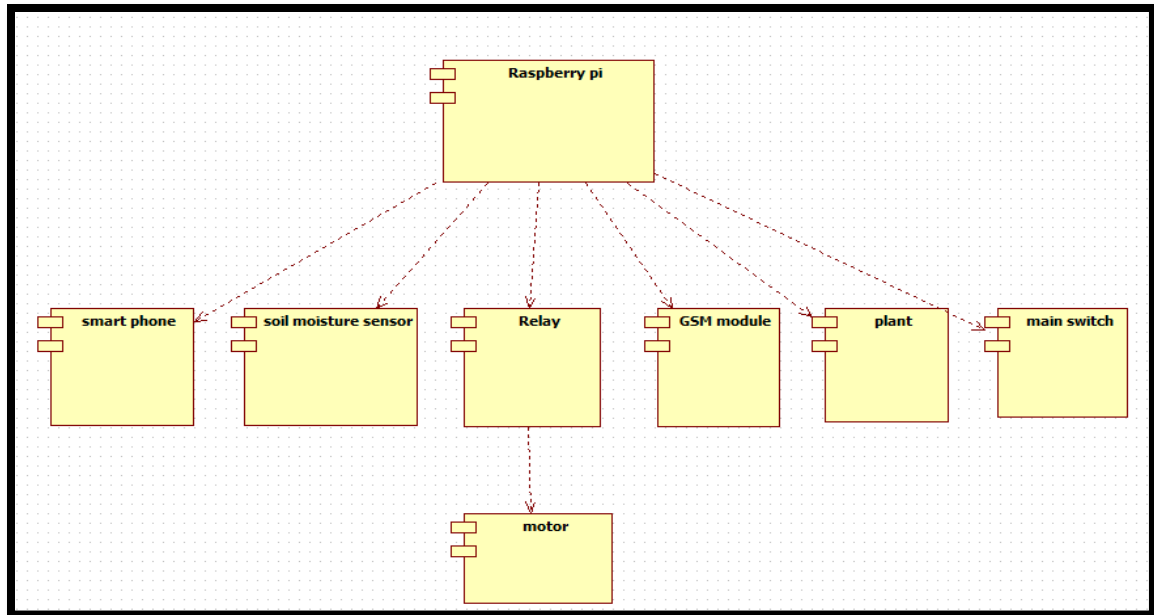 Raspberry pi
smart phone
soil moisture sensor
Relay
GSM module
plant
main switch
motor